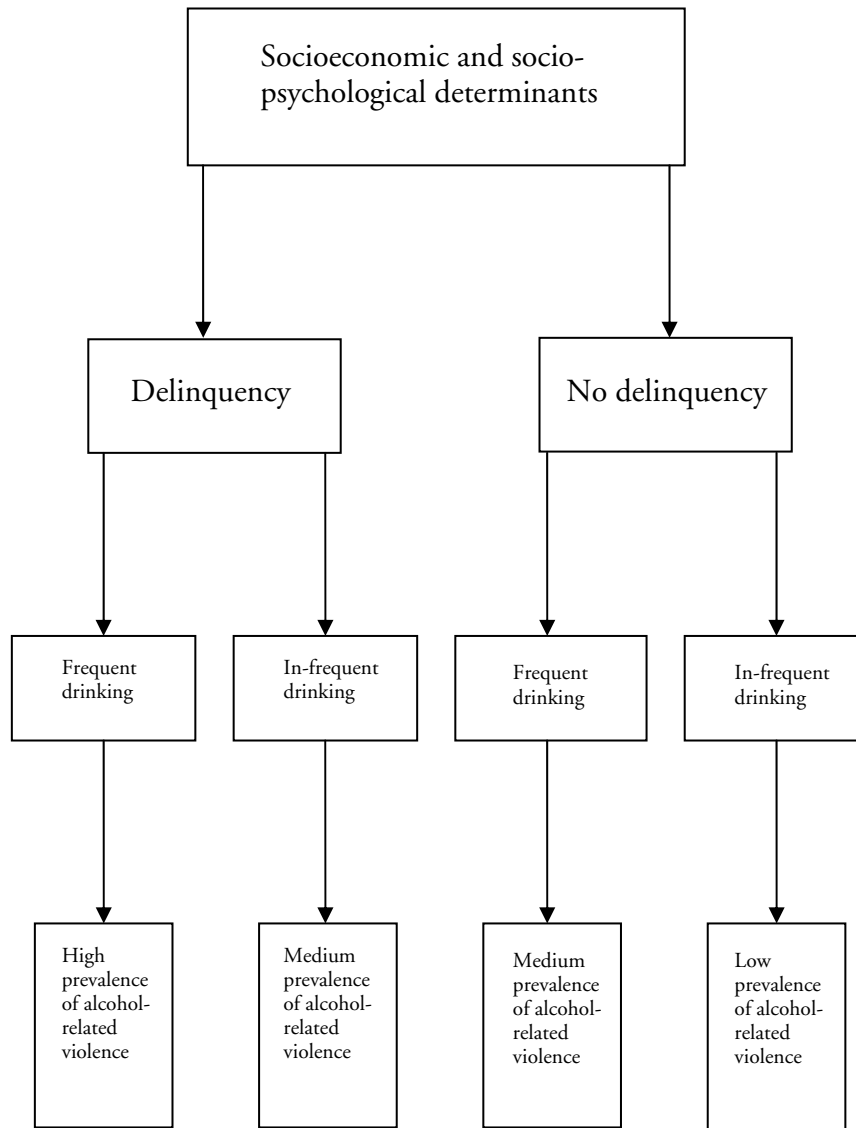 Socioeconomic and socio-
psychological determinants
Delinquency
No delinquency
Frequent
drinking
In-frequent
drinking
Frequent
drinking
In-frequent
drinking
High
prevalence
of alcohol-
related
violence
Medium
prevalence
of alcohol-
related
violence
Medium
prevalence
of alcohol-
related
violence
Low
prevalence
of alcohol-
related
violence